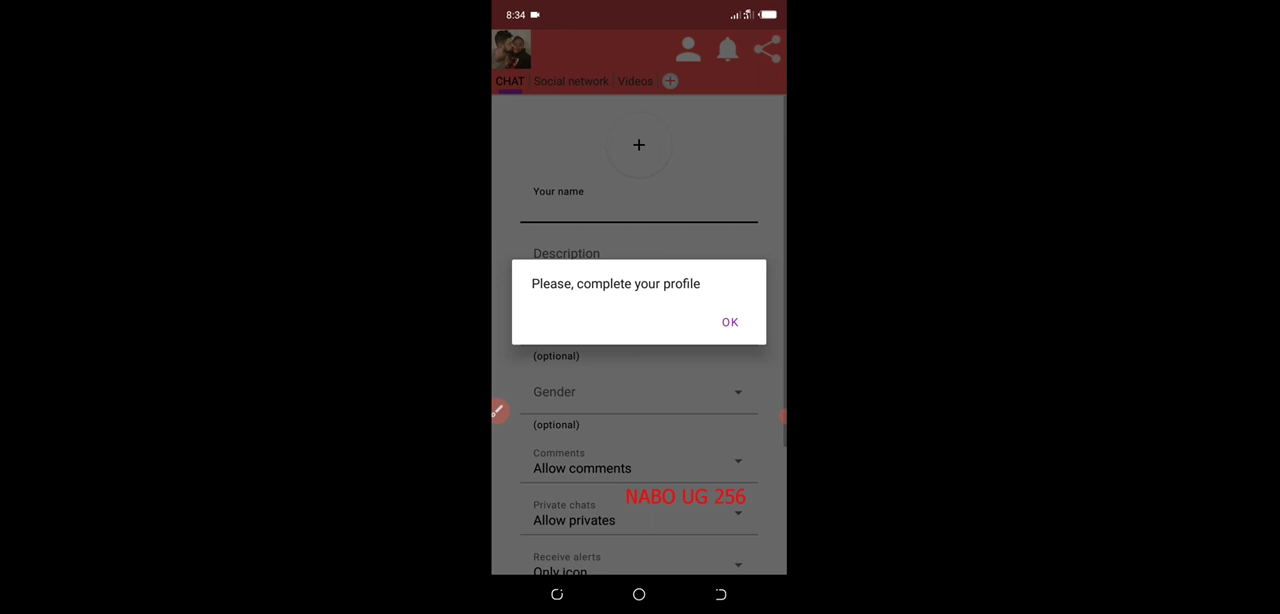 8:34
CHAT Social network Videos
+
Your name
Description
Please, complete your profile
OK
(optional)
Gender
(optional)
Comments
Allow comments
NABO UG 256
Private chats
Allow privates
Receive alerts
Only icon